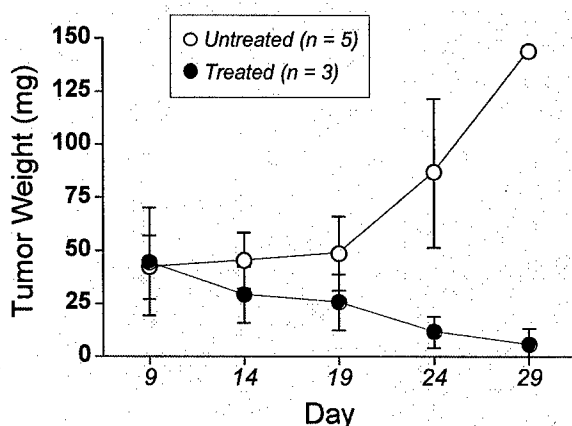 150
125
100
75
50
25
0
Tumor Weight (mg)
Untreated (n = 5)
Treated (n = 3)
9 14 19 24 29
Day